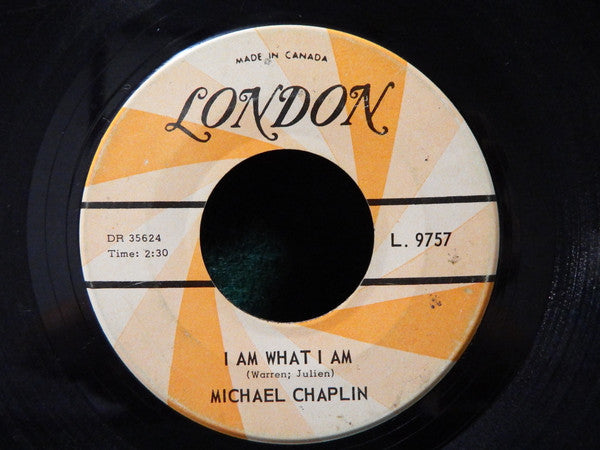 MADE IN CANADA
LONDON
DR 35624
Time: 2:30
L. 9757
I AM WHAT I AM
(Warren; Julien)
MICHAEL CHAPLIN